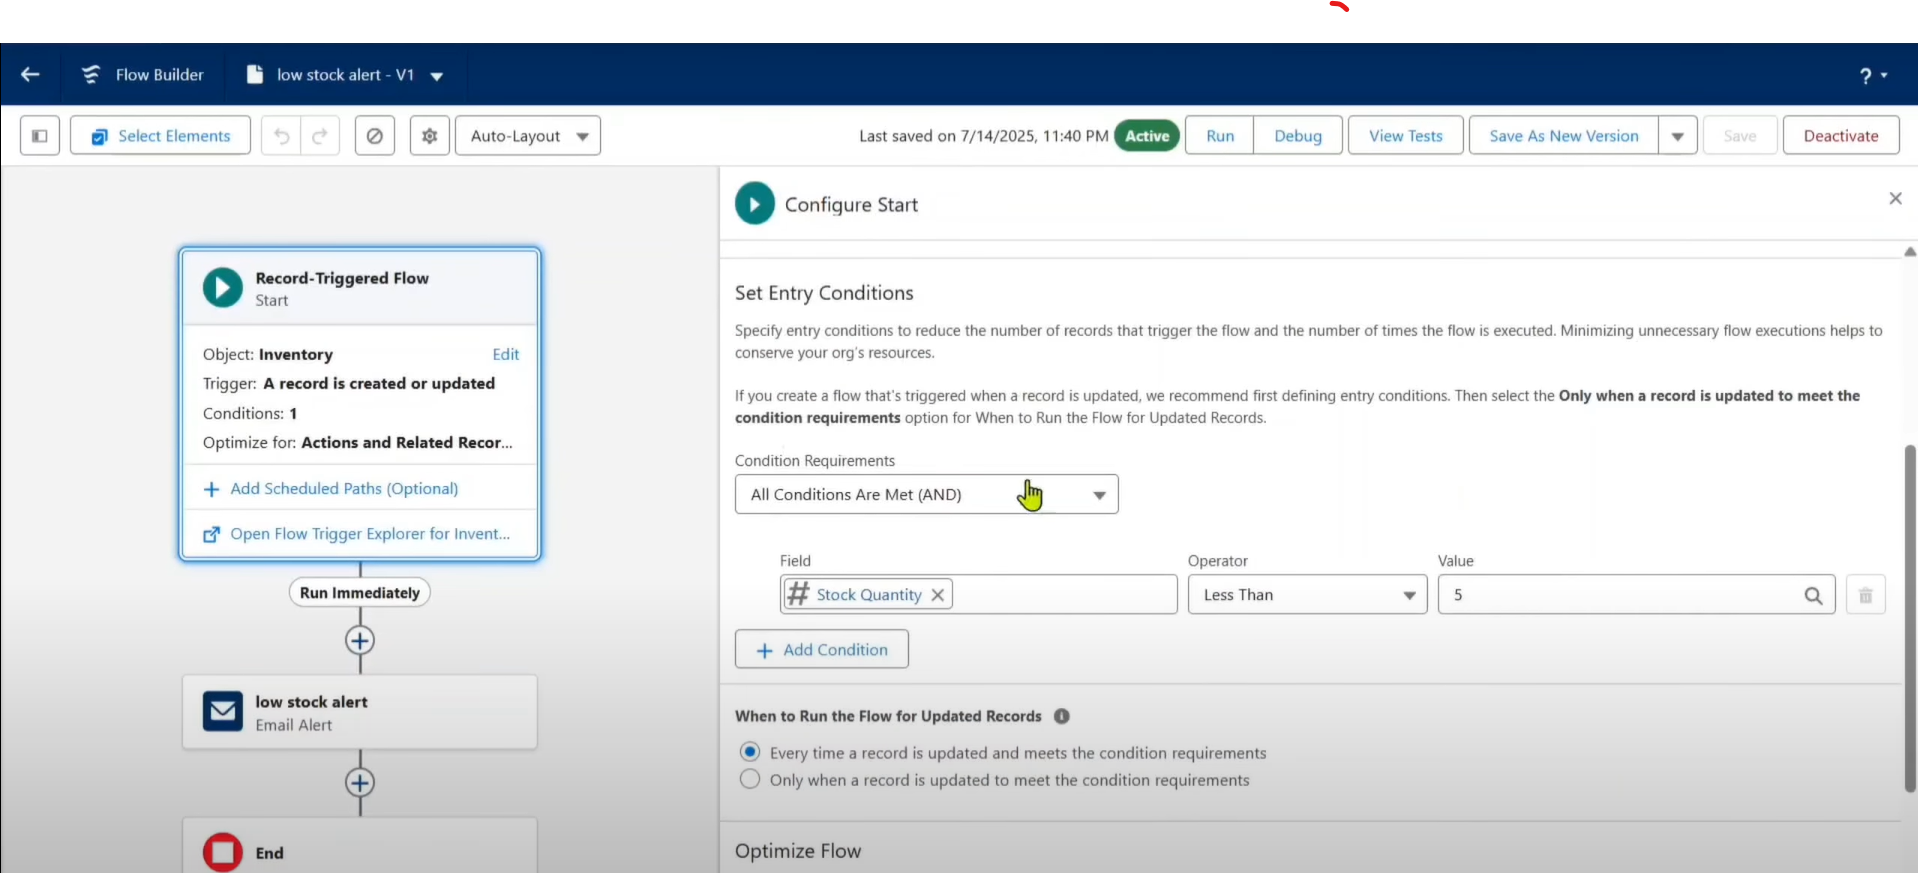 Flow Builder low stock alert - V1 ?
Select Elements Auto-Layout Last saved on 7/14/2025, 11:40 PM Active Run Debug View Tests Save As New Version Save Deactivate
Configure Start
Record-Triggered Flow
Start
Object: Inventory Edit
Trigger: A record is created or updated
Conditions: 1
Optimize for: Actions and Related Recor...
Add Scheduled Paths (Optional)
Open Flow Trigger Explorer for Invent...
Run Immediately
low stock alert
Email Alert
End
Set Entry Conditions
Specify entry conditions to reduce the number of records that trigger the flow and the number of times the flow is executed. Minimizing unnecessary flow executions helps to
conserve your org's resources.
If you create a flow that's triggered when a record is updated, we recommend first defining entry conditions. Then select the Only when a record is updated to meet the
condition requirements option for When to Run the Flow for Updated Records.
Condition Requirements
All Conditions Are Met (AND)
Field Operator Value
# Stock Quantity Less Than 5
Add Condition
When to Run the Flow for Updated Records
Every time a record is updated and meets the condition requirements
Only when a record is updated to meet the condition requirements
Optimize Flow